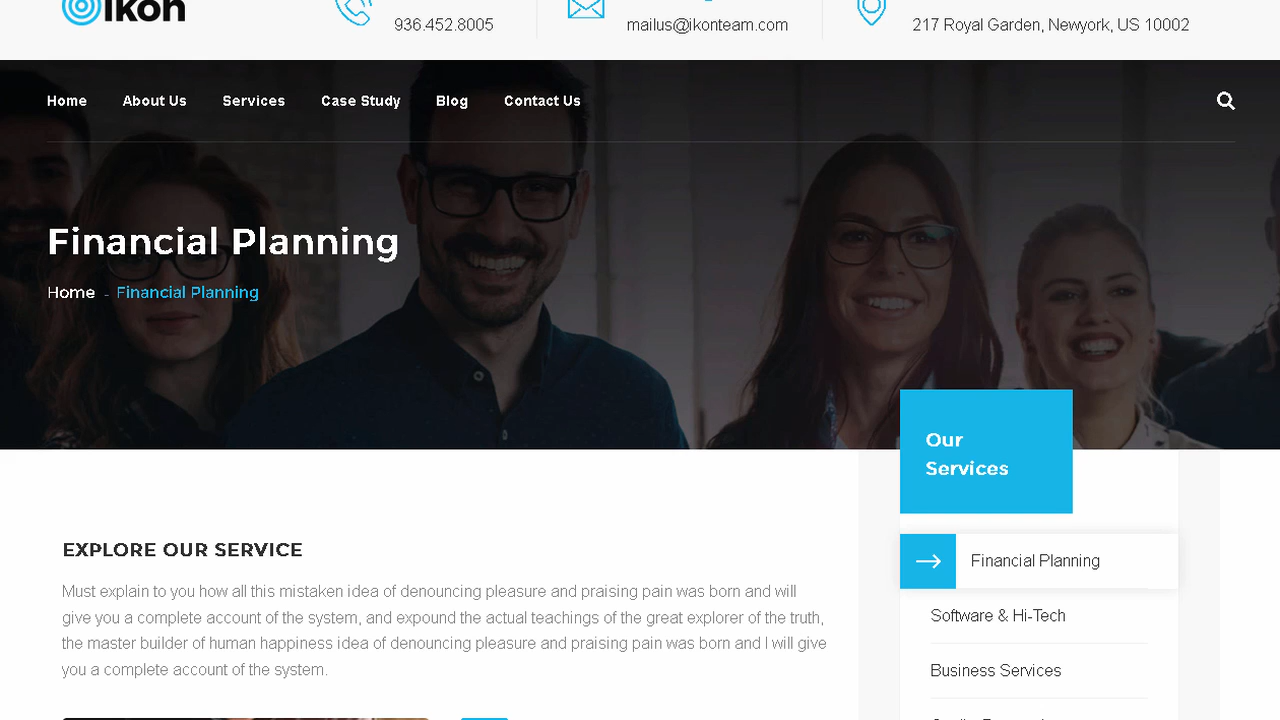 ikon
936.452.8005
mailus@ikonteam.com
217 Royal Garden, Newyork, US 10002
Home About Us Services Case Study Blog Contact Us
Financial Planning
Home - Financial Planning
Our
Services
EXPLORE OUR SERVICE
Must explain to you how all this mistaken idea of denouncing pleasure and praising pain was born and will
give you a complete account of the system, and expound the actual teachings of the great explorer of the truth,
the master builder of human happiness idea of denouncing pleasure and praising pain was born and I will give
you a complete account of the system.
Financial Planning
Software & Hi-Tech
Business Services